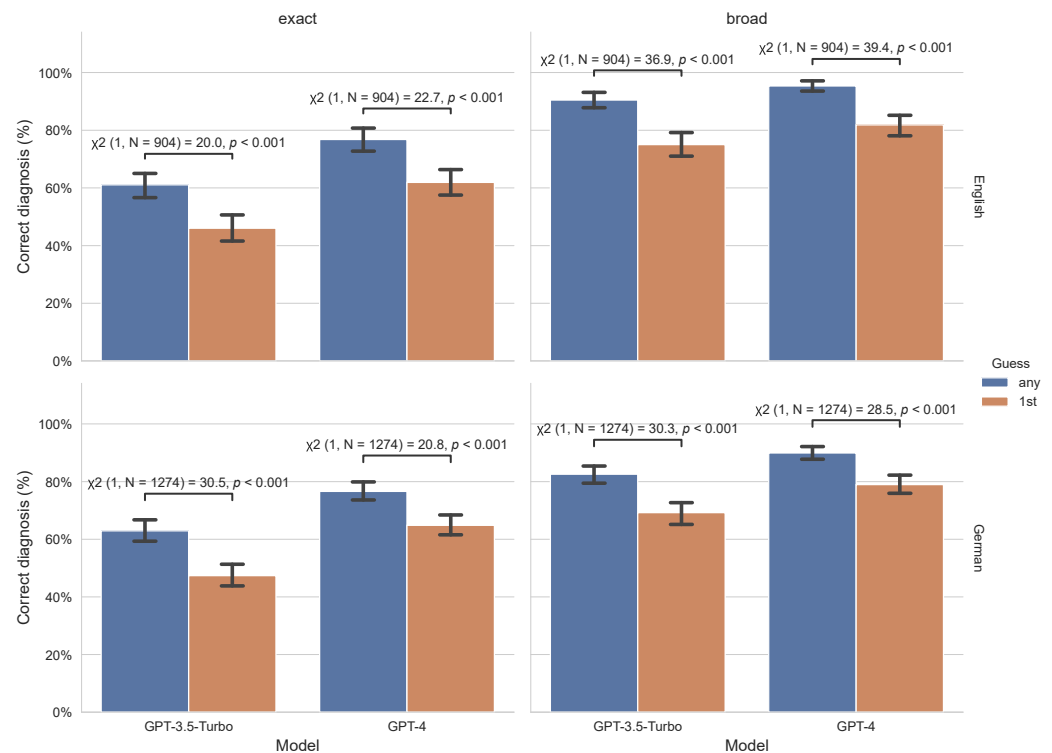 exact
broad
χ2 (1, N = 904) = 20.0, p < 0.001
χ2 (1, N = 904) = 22.7, p < 0.001
χ2 (1, N = 904) = 36.9, p < 0.001
χ2 (1, N = 904) = 39.4, p < 0.001
100%
80%
60%
40%
20%
0%
Correct diagnosis (%)
English
Guess
any
1st
χ2 (1, N = 1274) = 30.5, p < 0.001
χ2 (1, N = 1274) = 20.8, p < 0.001
χ2 (1, N = 1274) = 30.3, p < 0.001
χ2 (1, N = 1274) = 28.5, p < 0.001
100%
80%
60%
40%
20%
0%
Correct diagnosis (%)
German
GPT-3.5-Turbo
GPT-4
GPT-3.5-Turbo
GPT-4
Model
Model